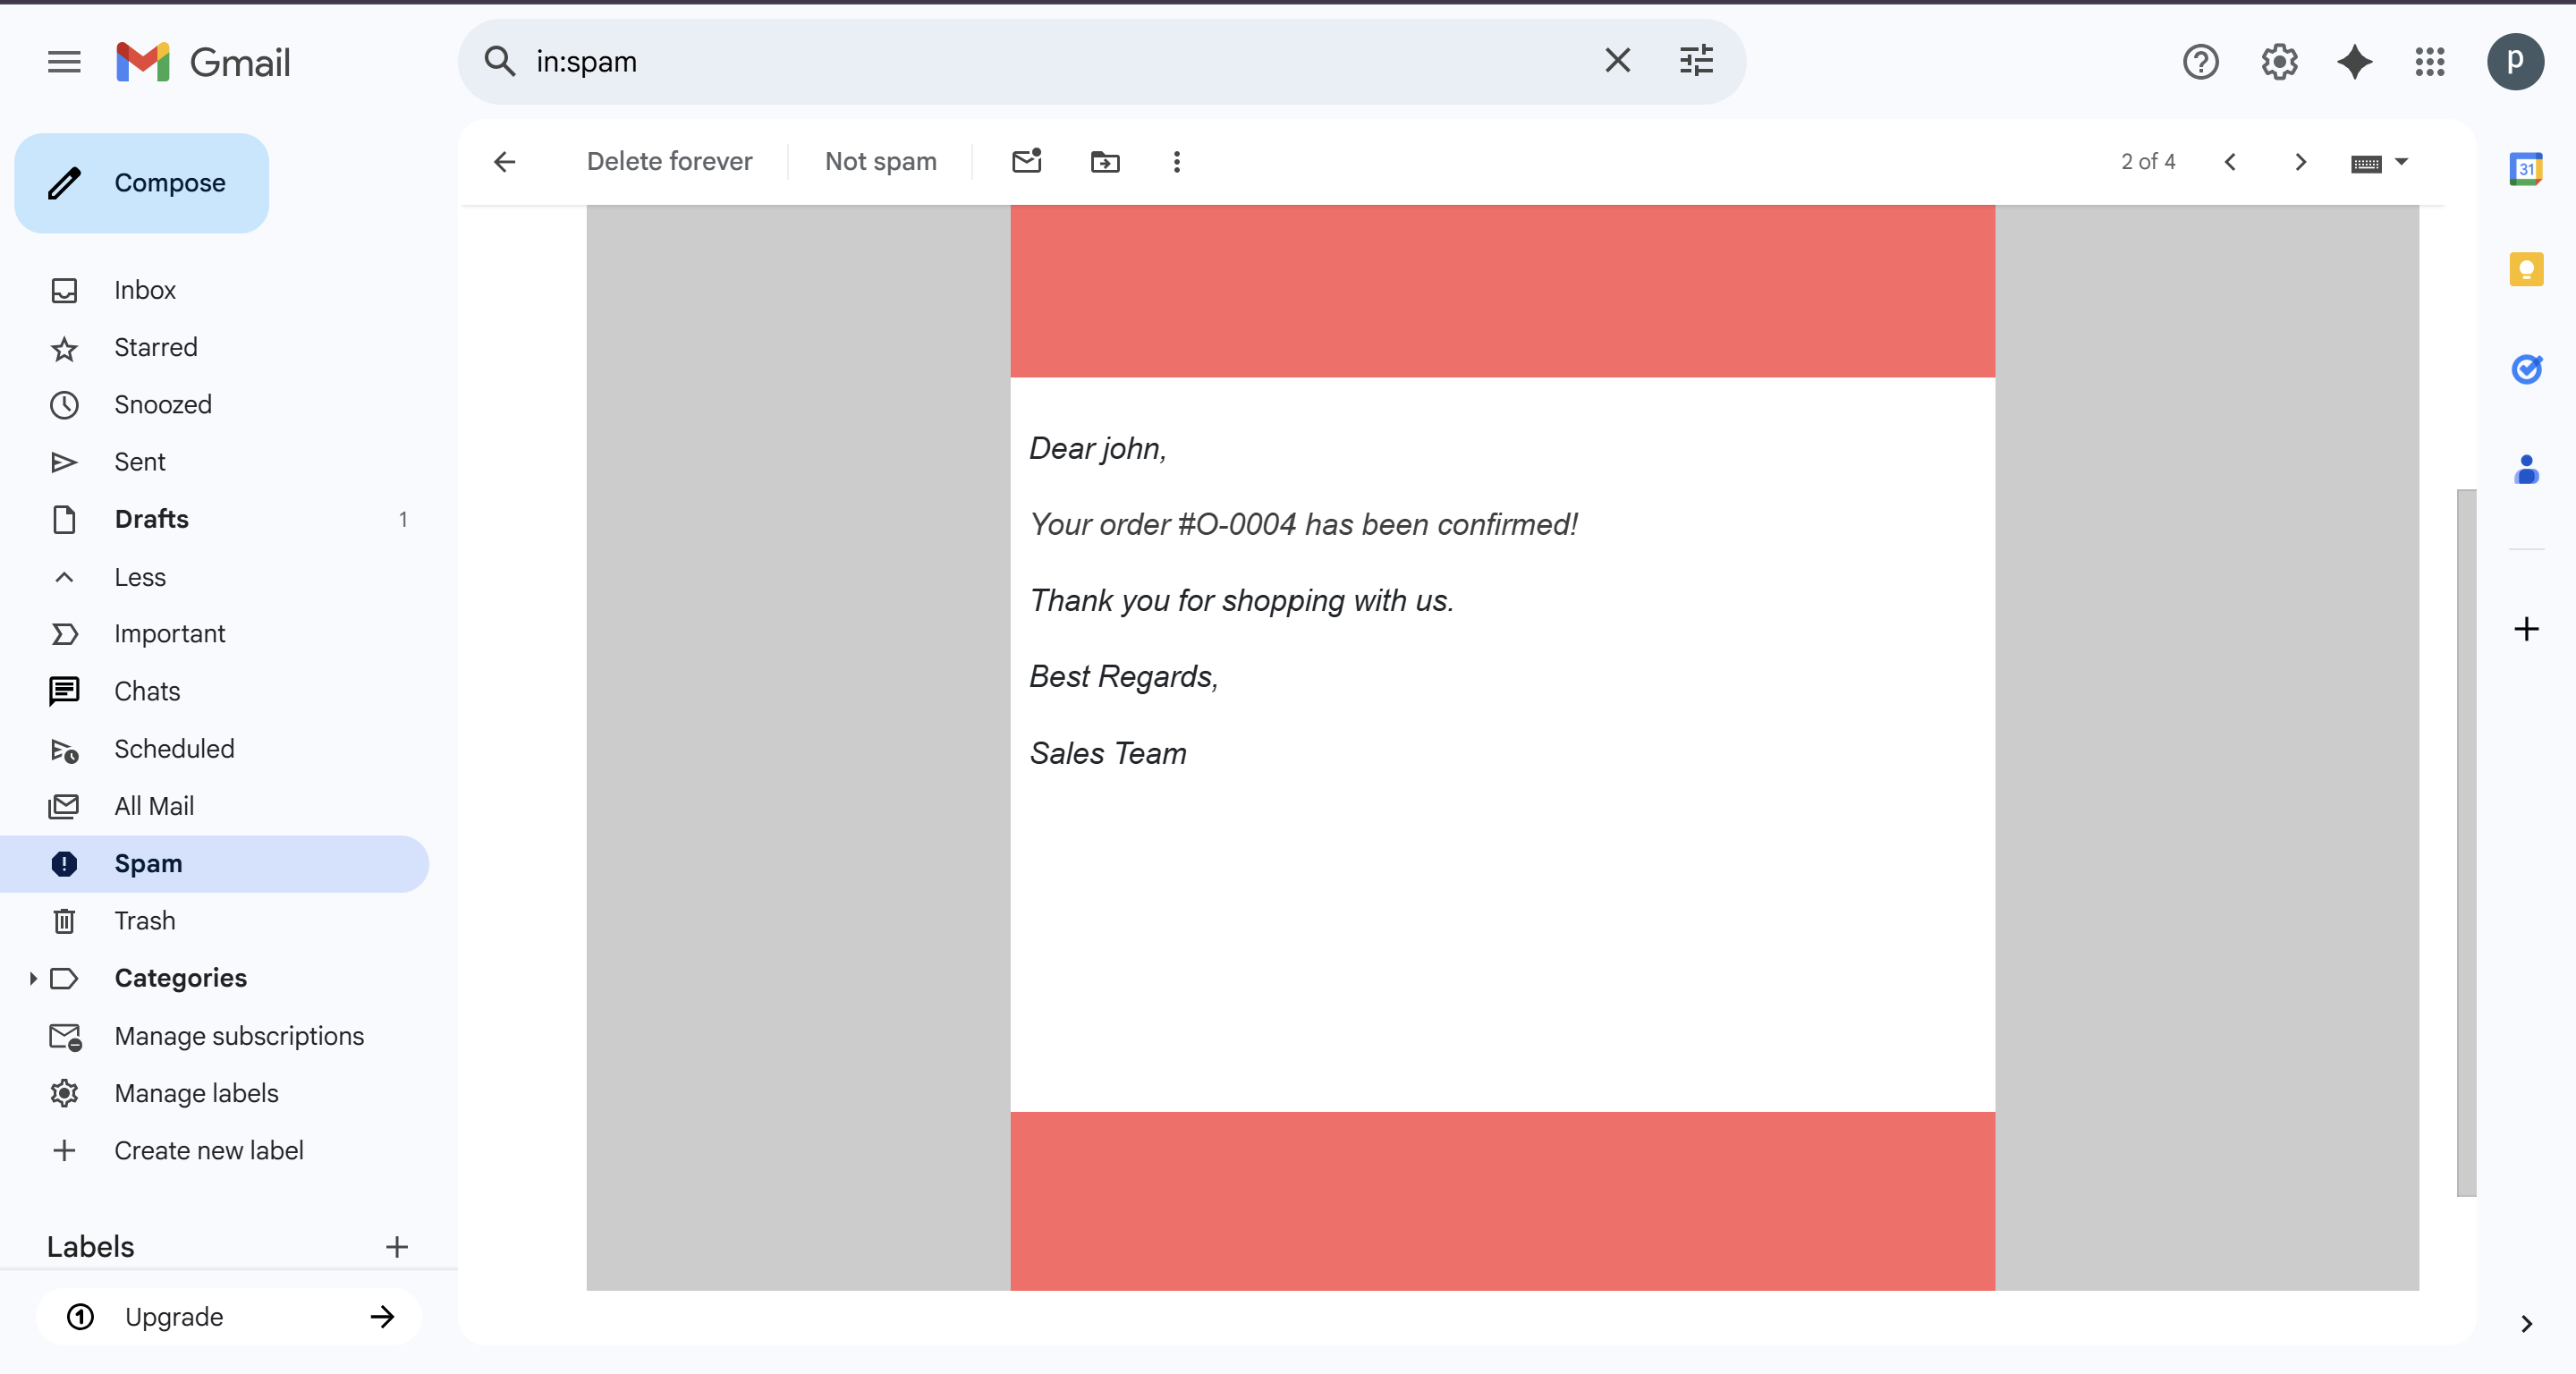 Gmail
in:spam
p
Compose
Delete forever
Not spam
2 of 4
31
Inbox
Starred
Snoozed
Sent
Drafts
1
Less
Important
Chats
Scheduled
All Mail
Spam
Trash
Categories
Manage subscriptions
Manage labels
Create new label
Labels
1
Upgrade
Dear john,
Your order #O-0004 has been confirmed!
Thank you for shopping with us.
Best Regards,
Sales Team